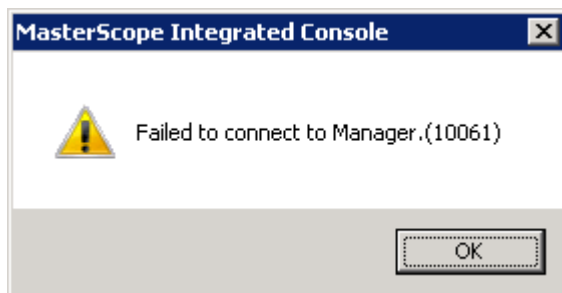 MasterScope Integrated Console
Failed to connect to Manager.(10061)
OK